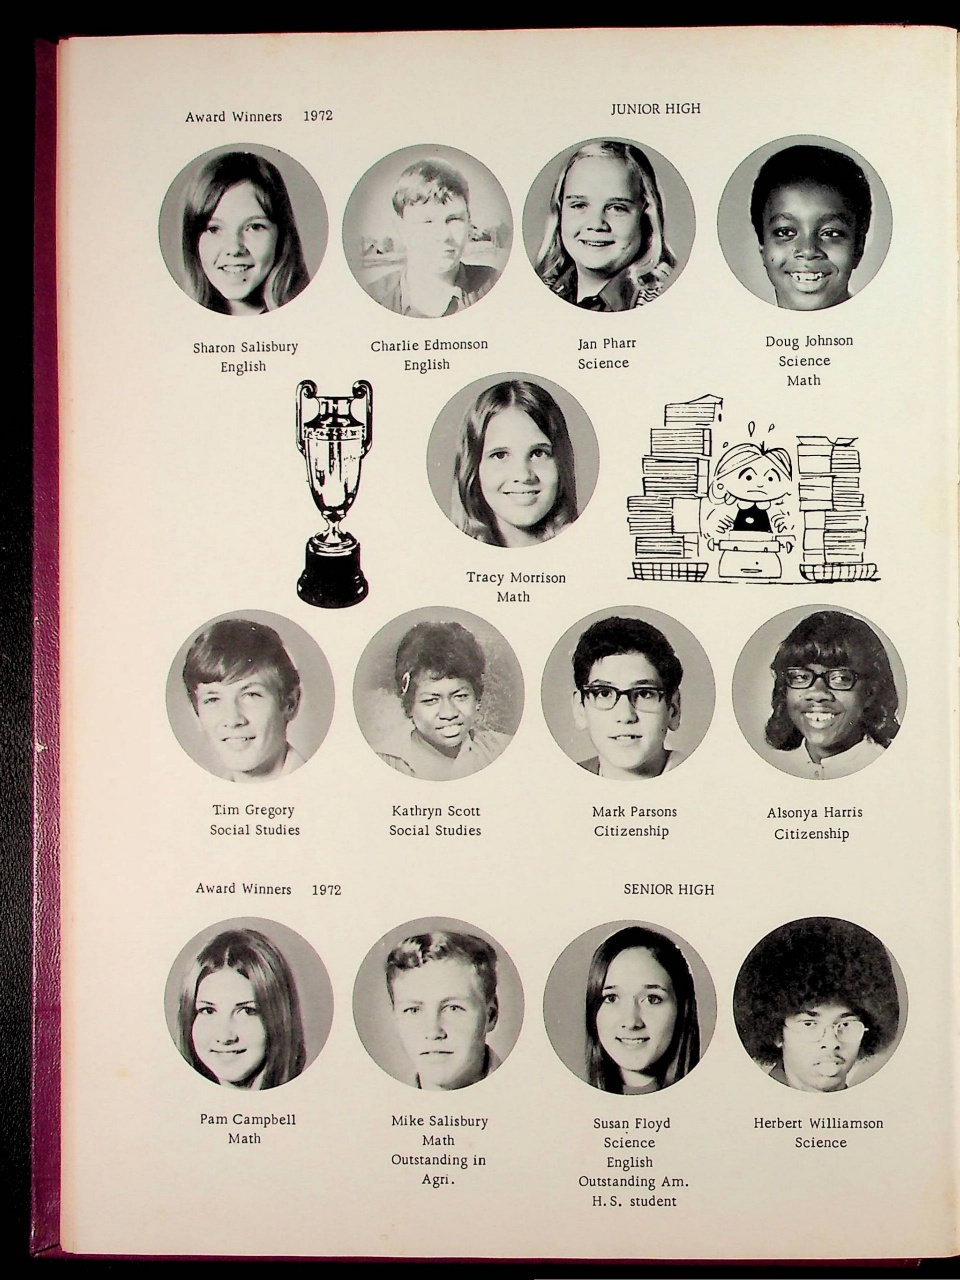 Award Winners 1972 JUNIOR HIGH
Sharon Salisbury
English
Charlie Edmonson
English
Jan Pharr
Science
Doug Johnson
Science
Math
Tracy Morrison
Math
Tim Gregory
Social Studies
Kathryn Scott
Social Studies
Mark Parsons
Citizenship
Alsonya Harris
Citizenship
Award Winners 1972 SENIOR HIGH
Pam Campbell
Math
Mike Salisbury
Math
Outstanding in
Agri.
Susan Floyd
Science
English
Outstanding Am.
H.S. student
Herbert Williamson
Science